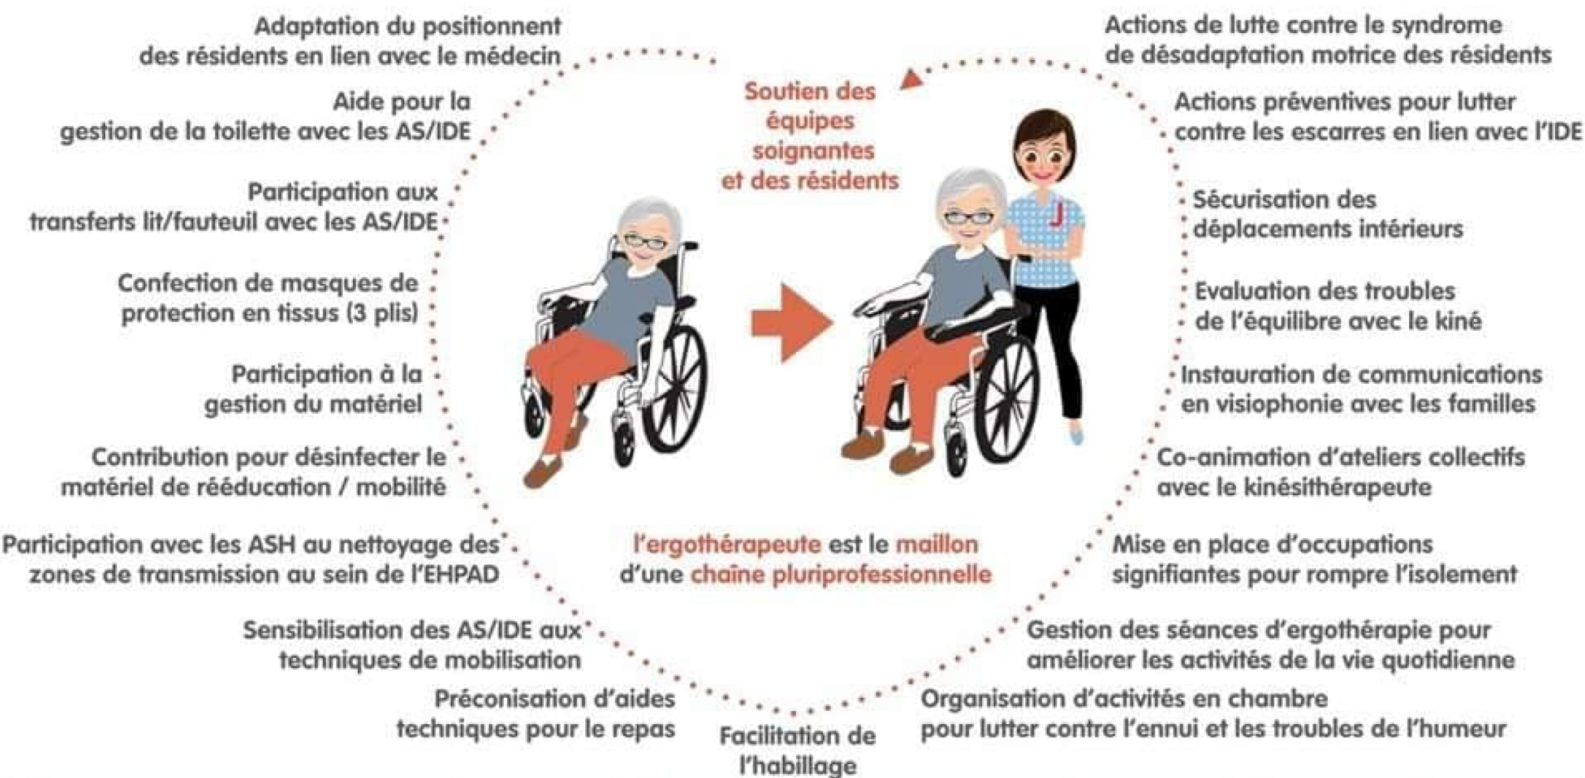 Adaptation du positionnent
des résidents en lien avec le médecin
Aide pour la
gestion de la toilette avec les AS/IDE
Participation aux
transferts lit/fauteuil avec les AS/IDE
Confection de masques de
protection en tissus (3 plis)
Participation à la
gestion du matériel
Contribution pour désinfecter le
matériel de rééducation / mobilité
Participation avec les ASH au nettoyage des
zones de transmission au sein de l'EHPAD
Sensibilisation des AS/IDE aux
techniques de mobilisation
Préconisation d'aides
techniques pour le repas
Facilitation de
l'habillage
Soutien des
équipes
soignantes
et des résidents
J
l'ergothérapeute est le maillon
d'une chaîne pluriprofessionnelle
Actions de lutte contre le syndrome
de désadaptation motrice des résidents
Actions préventives pour lutter
contre les escarres en lien avec l'IDE
Sécurisation des
déplacements intérieurs
Evaluation des troubles
de l'équilibre avec le kiné
Instauration de communications
en visiophonie avec les familles
Co-animation d'ateliers collectifs
avec le kinésithérapeute
Mise en place d'occupations
signifiantes pour rompre l'isolement
Gestion des séances d'ergothérapie pour
améliorer les activités de la vie quotidienne
Organisation d'activités en chambre
pour lutter contre l'ennui et les troubles de l'humeur